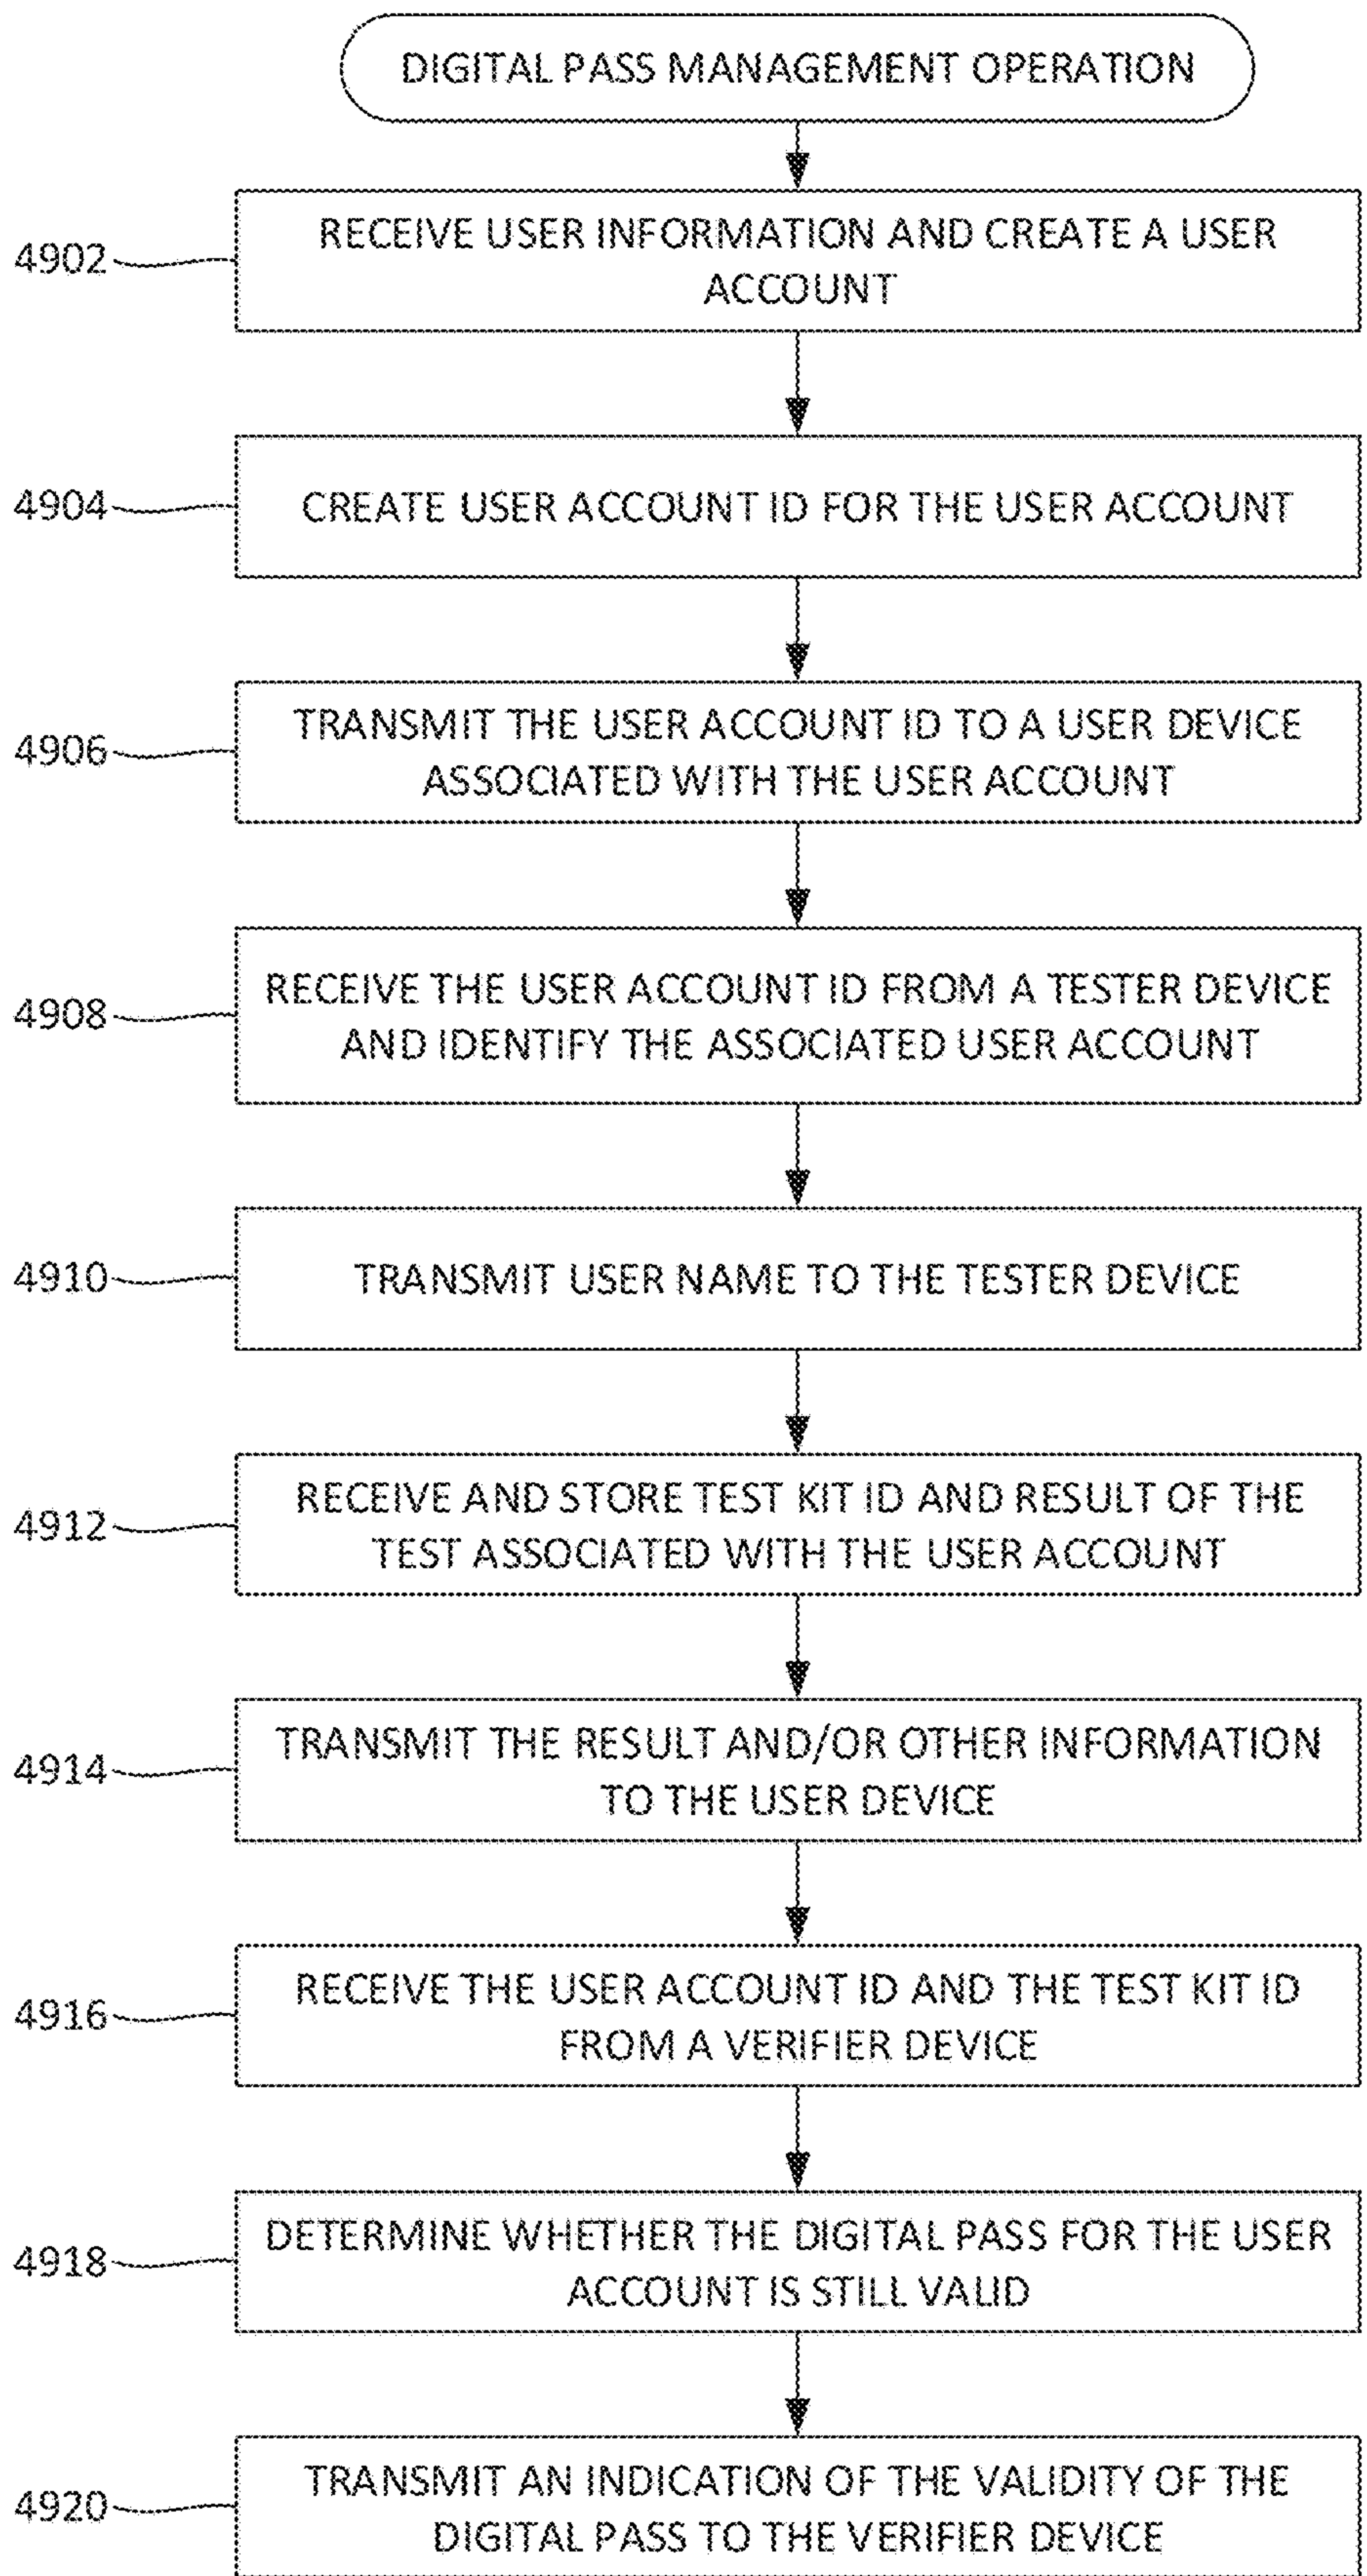 DIGITAL PASS MANAGEMENT OPERATION
4902
RECEIVE USER INFORMATION AND CREATE A USER
ACCOUNT
4904
CREATE USER ACCOUNT ID FOR THE USER ACCOUNT
4906
TRANSMIT THE USER ACCOUNT ID TO A USER DEVICE
ASSOCIATED WITH THE USER ACCOUNT
4908
RECEIVE THE USER ACCOUNT ID FROM A TESTER DEVICE
AND IDENTIFY THE ASSOCIATED USER ACCOUNT
4910
TRANSMIT USER NAME TO THE TESTER DEVICE
4912
RECEIVE AND STORE TEST KIT ID AND RESULT OF THE
TEST ASSOCIATED WITH THE USER ACCOUNT
4914
TRANSMIT THE RESULT AND/OR OTHER INFORMATION
TO THE USER DEVICE
4916
RECEIVE THE USER ACCOUNT ID AND THE TEST KIT ID
FROM A VERIFIER DEVICE
4918
DETERMINE WHETHER THE DIGITAL PASS FOR THE USER
ACCOUNT IS STILL VALID
4920
TRANSMIT AN INDICATION OF THE VALIDITY OF THE
DIGITAL PASS TO THE VERIFIER DEVICE